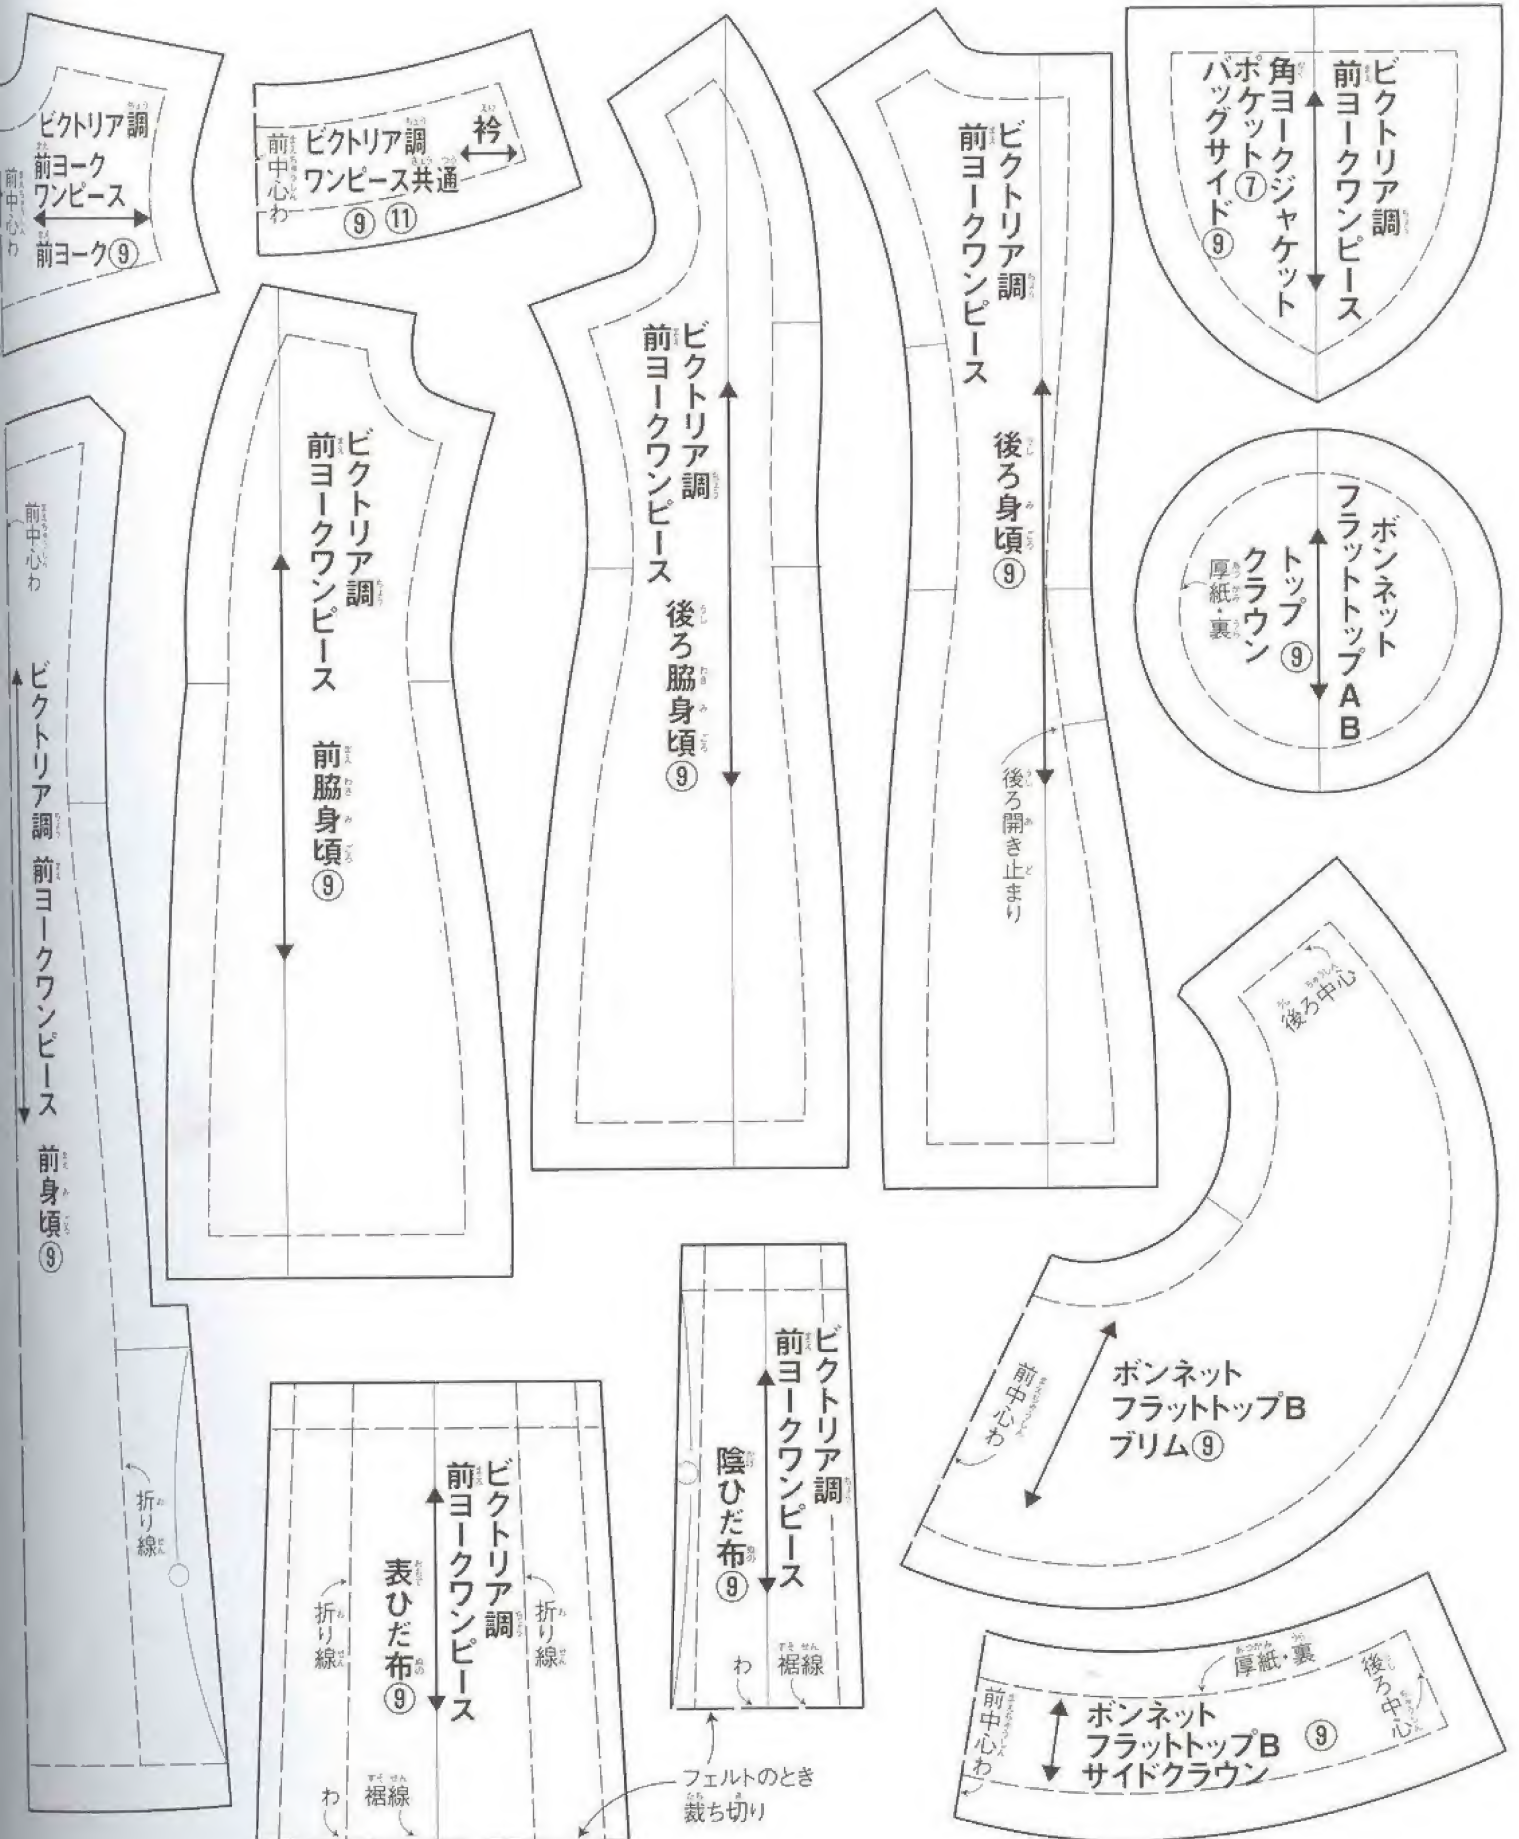 ビクトリア調
前ヨーク
ワンピース
前ヨーク⑨
前中心わ
ビクトリア調
ワンピース共通
衿
⑨ ⑪
前中心わ
ビクトリア調
前ヨークワンピース
後ろ脇身頃⑨
ビクトリア調
前ヨークワンピース
後ろ身頃⑨
後ろ開き止まり
ビクトリア調
前ヨークワンピース
角ヨークジャケット
ポケット⑦
バッグサイド⑨
ボンネット
フラットトップAB
トップ
クラウン
⑨
厚紙・裏
ビクトリア調
前ヨークワンピース
前脇身頃⑨
前中心わ
ビクトリア調 前ヨークワンピース 前身頃⑨
折り線
後ろ中心
前中心わ
ボンネット
フラットトップB
ブリム⑨
ビクトリア調
前ヨークワンピース
陰ひだ布⑨
わ
裾線
ビクトリア調
前ヨークワンピース
表ひだ布⑨
折り線
折り線
わ
裾線
フェルトのとき
裁ち切り
厚紙・裏
後ろ中心
前中心わ
ボンネット
フラットトップB
サイドクラウン
⑨